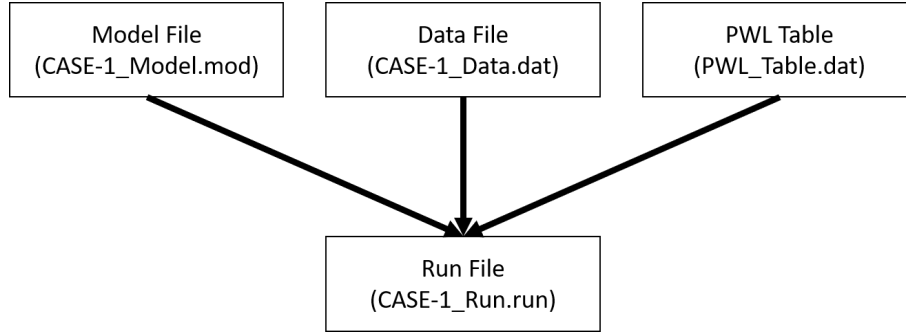 Model File
(CASE-1_Model.mod)
Data File
(CASE-1_Data.dat)
PWL Table
(PWL_Table.dat)
Run File
(CASE-1_Run.run)